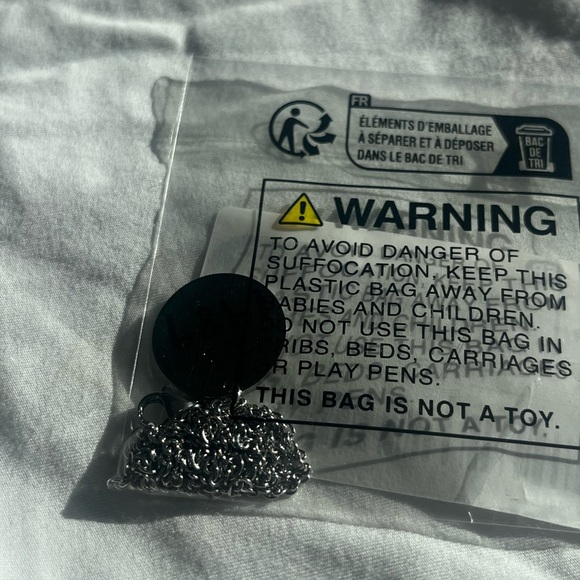 FR
ÉLÉMENTS D'EMBALLAGE
À SÉPARER ET À DÉPOSER
DANS LE BAC DE TRI
BAC
DE
TRI
WARNING
TO AVOID DANGER OF
SUFFOCATION, KEEP THIS
PLASTIC BAG AWAY FROM
ABIES AND CHILDREN.
O NOT USE THIS BAG IN
RIBS, BEDS, CARRIAGES
R PLAY PENS.
THIS BAG IS NOT A TOY.